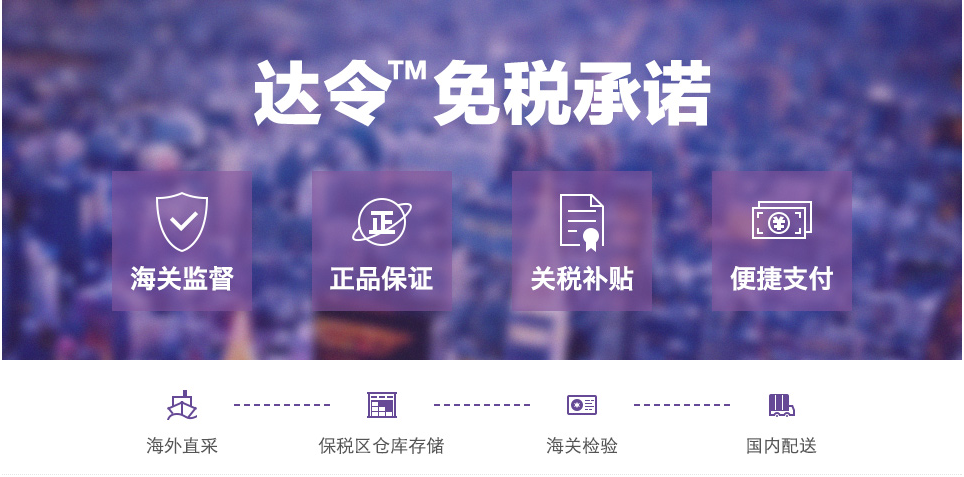 达令™免税承诺
正
海关监督
正品保证
关税补贴
便捷支付
海外直采
保税区仓库存储
海关检验
国内配送